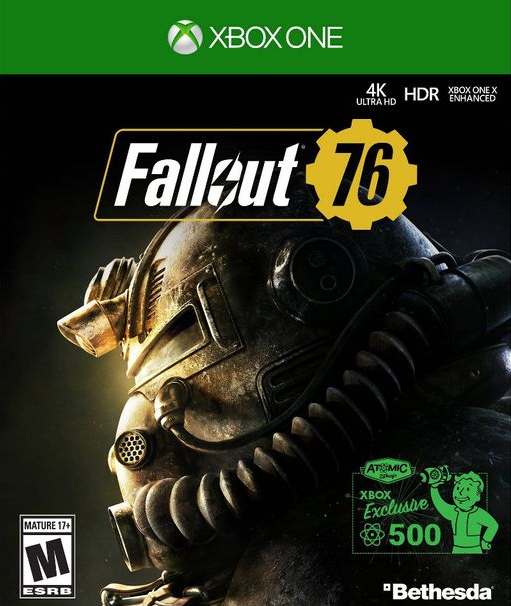 XBOX ONE
4K
ULTRA HD
HDR
XBOX ONE X
ENHANCED
Fallout 76
ATOMIC
Shop
XBOX
Exclusive
500
MATURE 17+
M
ESRB
Bethesda